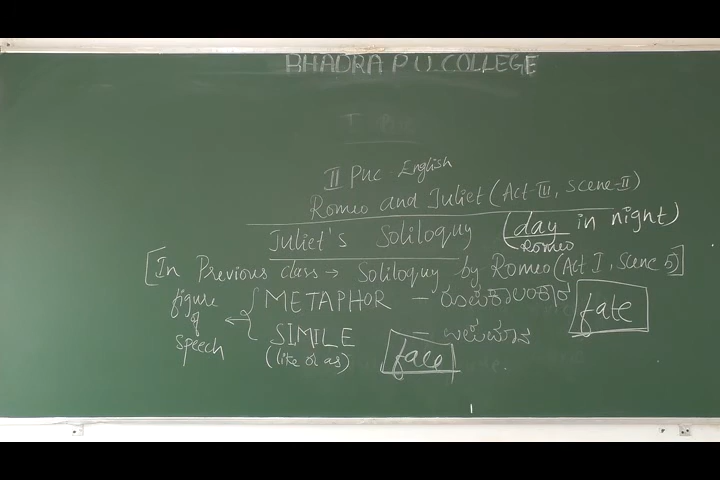 BHADRA P U COLLEGE
II PUC - English
Romeo and Juliet (Act-III, Scene-II)
Juliet's Soliloquy (day in night)
Romeo
[In Previous class → Soliloquy by Romeo (Act I, Scene 5)]
figure of speech
METAPHOR - ರೂಪಕಾಲಂಕಾರ
fate
SIMILE -
(like or as)
face